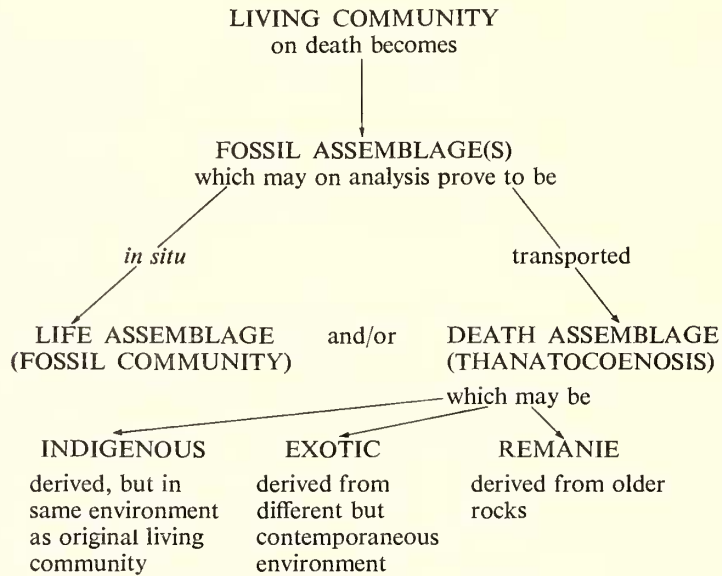 LIVING COMMUNITY
on death becomes
FOSSIL ASSEMBLAGE(S)
which may on analysis prove to be
in situ
transported
LIFE ASSEMBLAGE and/or DEATH ASSEMBLAGE
(FOSSIL COMMUNITY) (THANATOCOENOSIS)
which may be
INDIGENOUS
derived, but in
same environment
as original living
community
EXOTIC
derived from
different but
contemporaneous
environment
REMANIE
derived from older
rocks